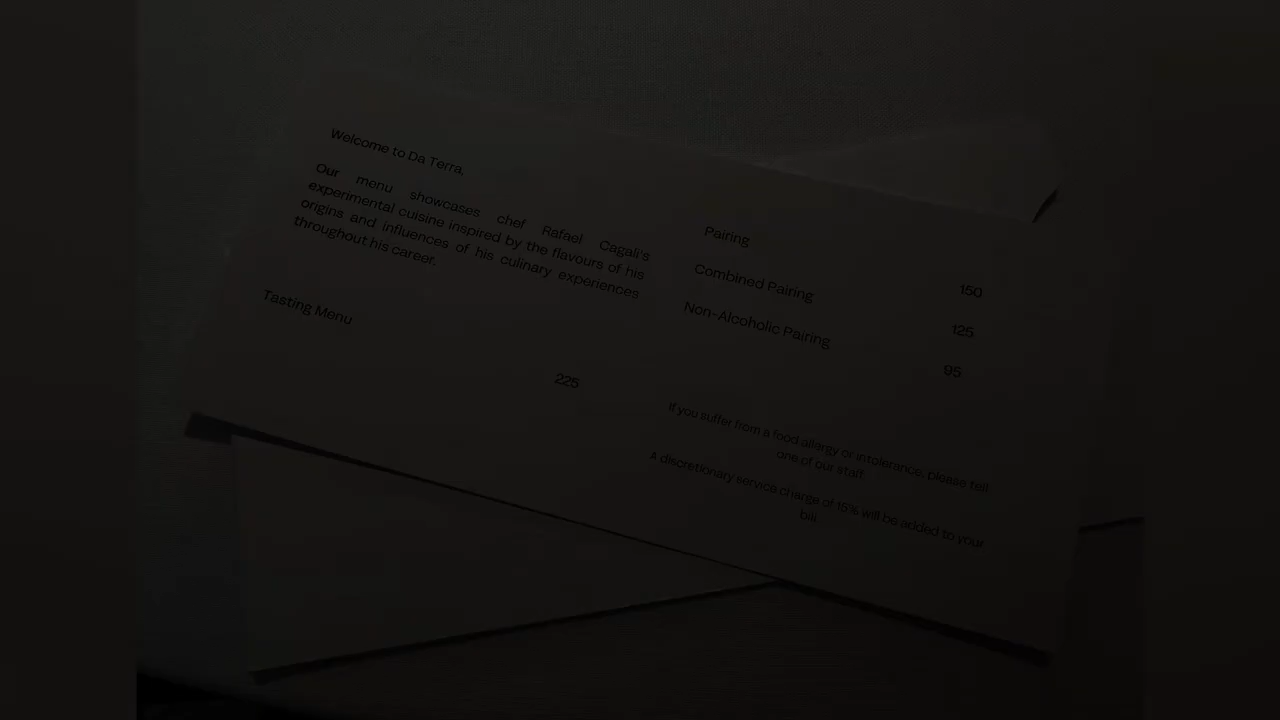 Welcome to Da Terra,
Our menu showcases chef Rafael Cagali's
experimental cuisine inspired by the flavours of his
origins and influences of his culinary experiences
throughout his career.
Tasting Menu
225
Pairing
150
Combined Pairing
125
Non-Alcoholic Pairing
95
If you suffer from a food allergy or intolerance, please tell
one of our staff.
A discretionary service charge of 15% will be added to your
bill